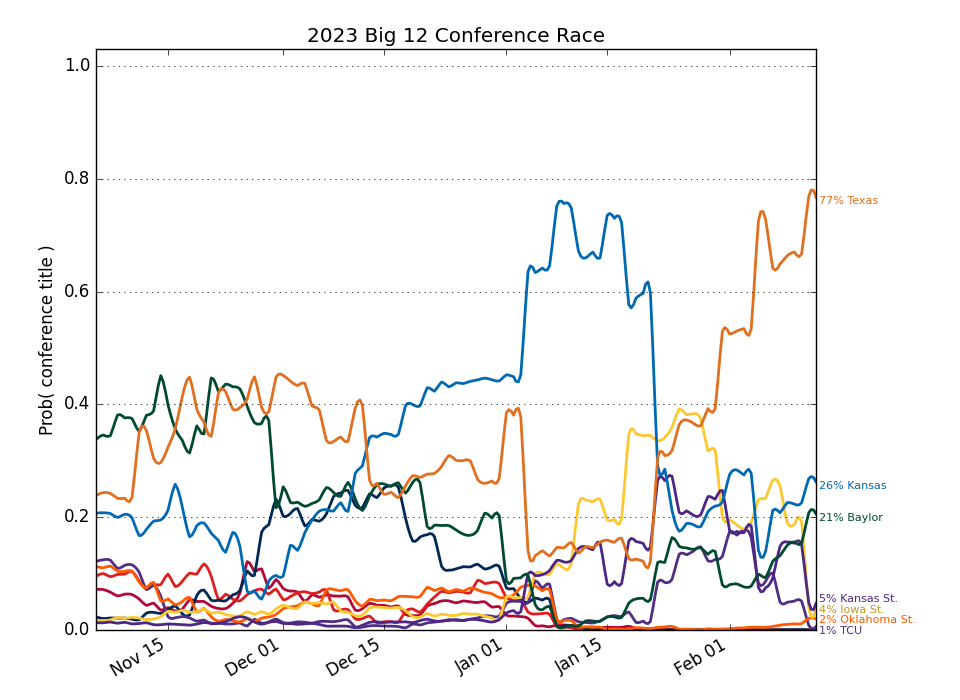 2023 Big 12 Conference Race
Prob( conference title )
1.0
0.8
0.6
0.4
0.2
0.0
Nov 15
Dec 01
Dec 15
Jan 01
Jan 15
Feb 01
77% Texas
26% Kansas
21% Baylor
5% Kansas St.
4% Iowa St.
2% Oklahoma St.
1% TCU